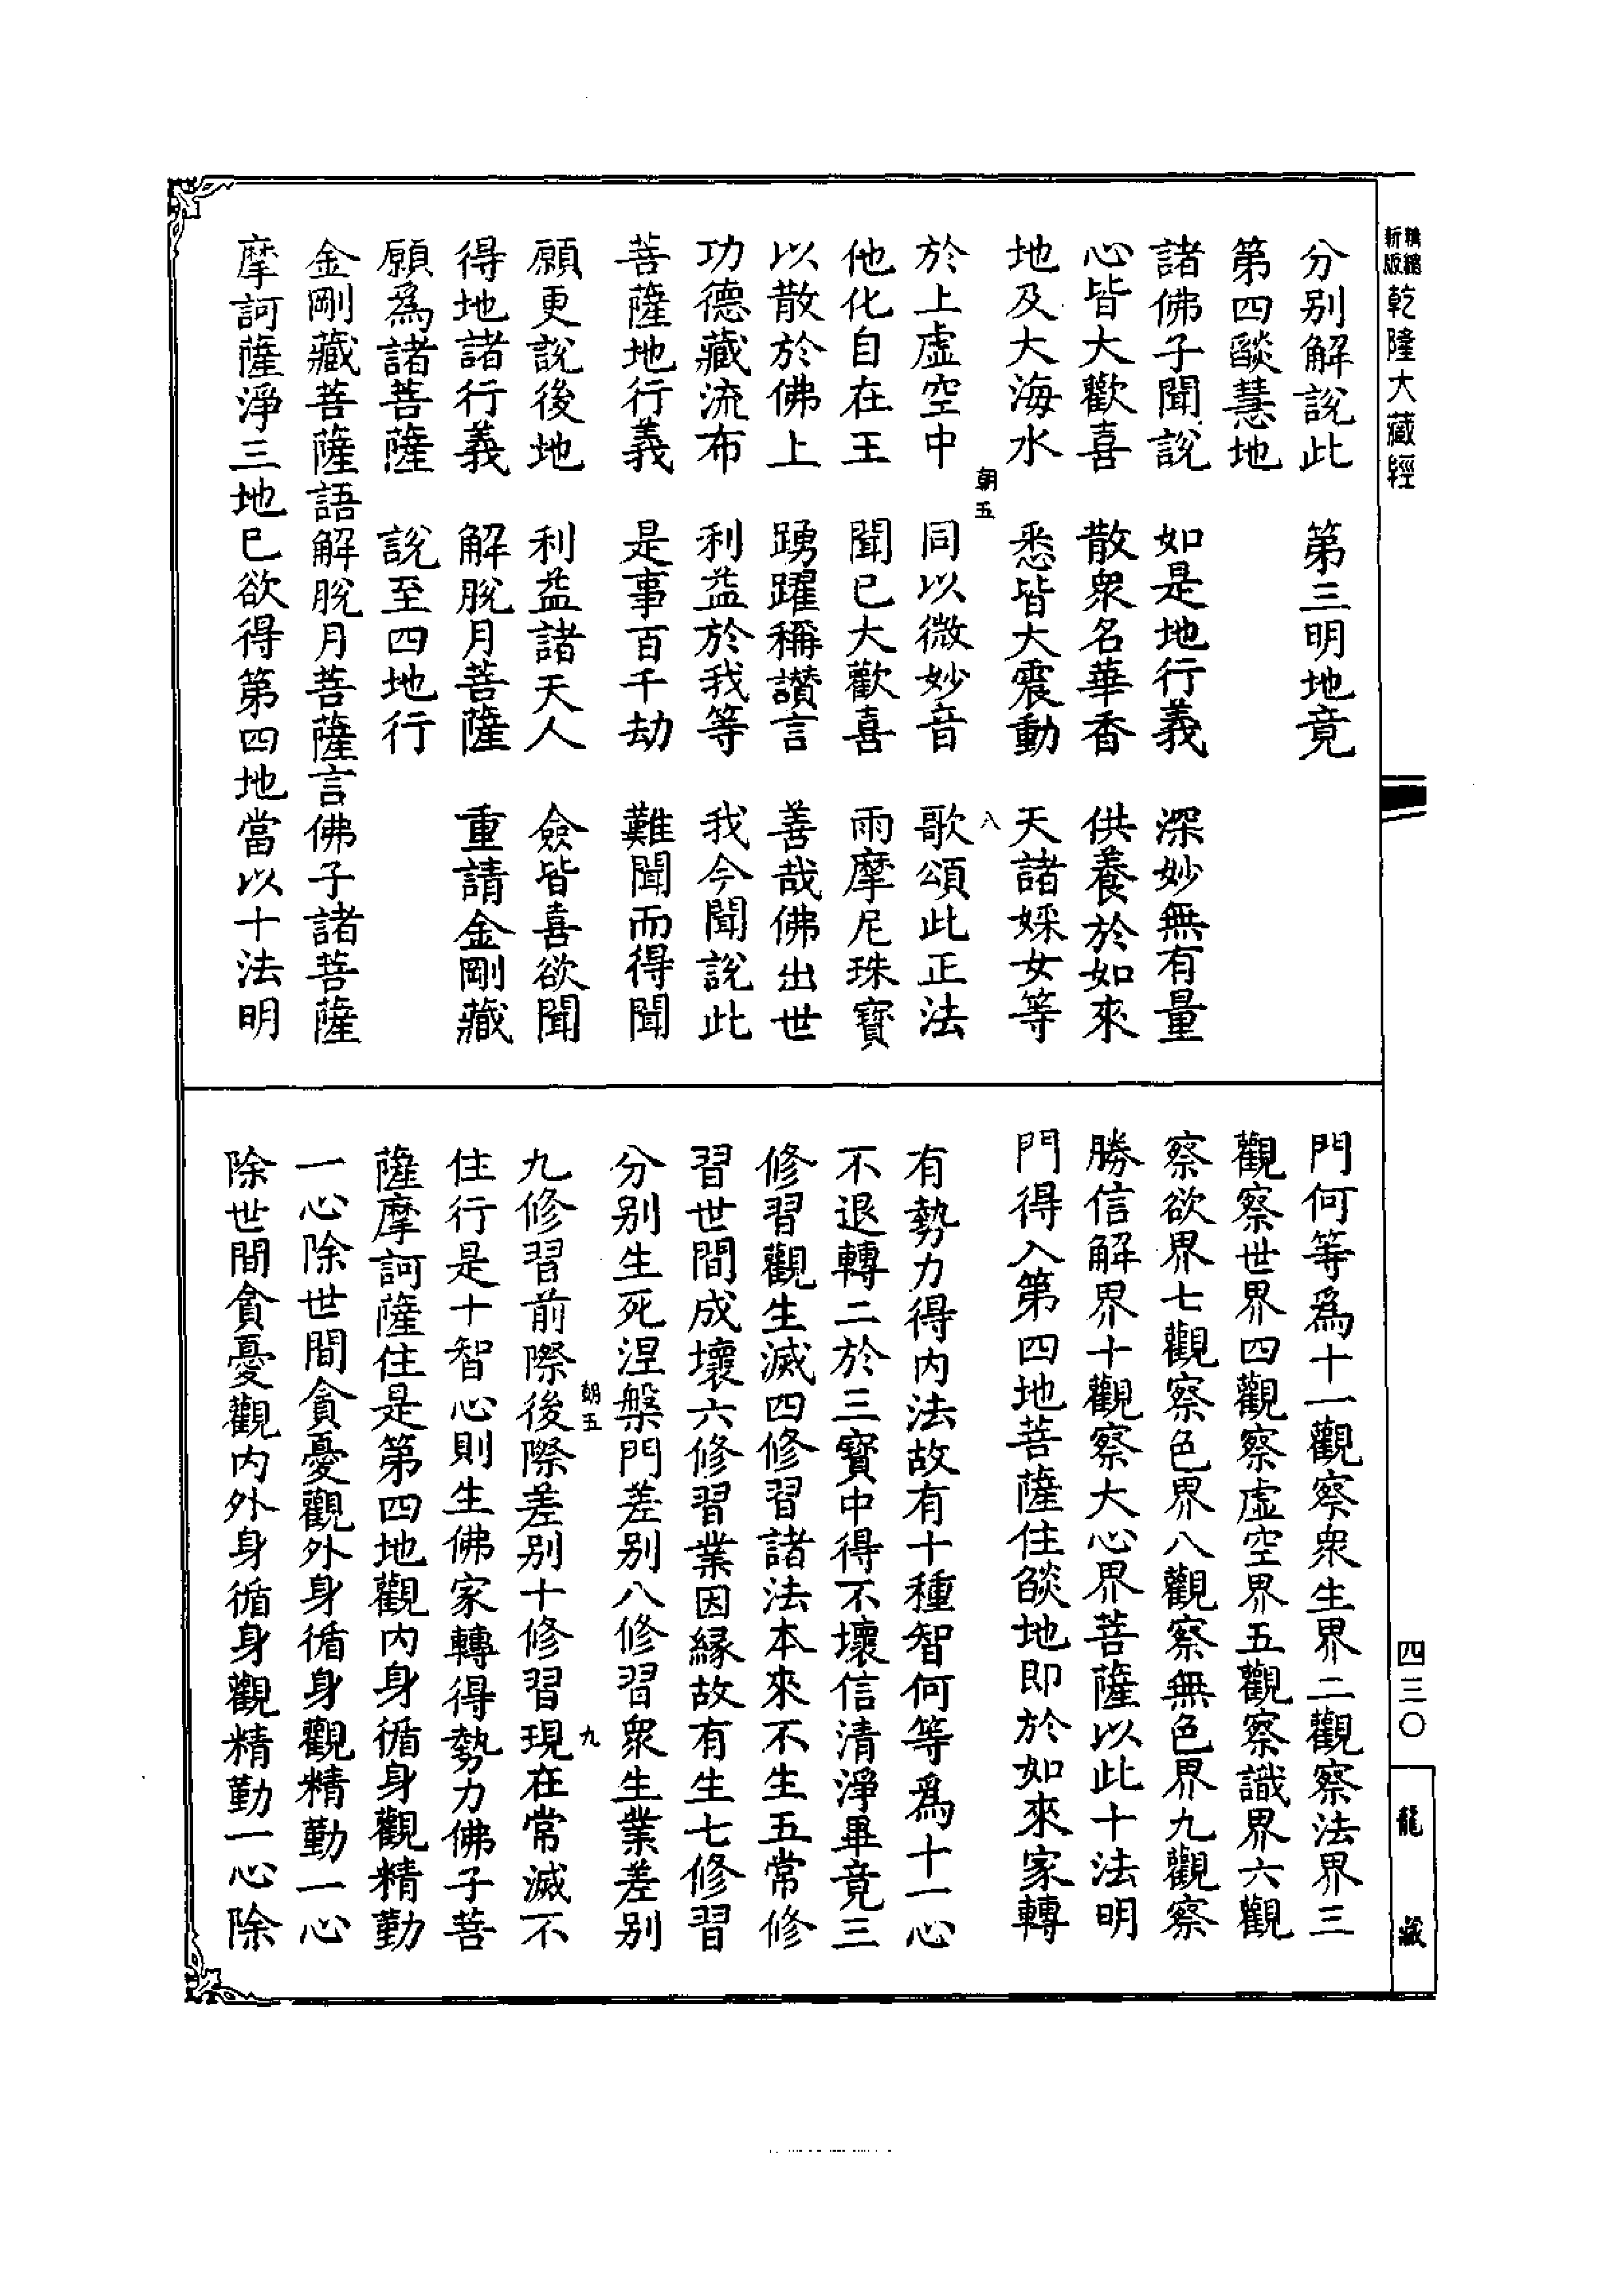 精縮新版乾隆大藏經
分别解說此　第三明地竟
第四燄慧地
諸佛子聞說　如是地行義　深妙無有量
心皆大歡喜　散衆名華香　供養於如來
地及大海水　悉皆大震動　天諸婇女等
朝五　八
於上虛空中　同以微妙音　歌頌此正法
他化自在王　聞已大歡喜　雨摩尼珠寶
以散於佛上　踴躍稱讃言　善哉佛出世
功德藏流布　利益於我等　我今聞說此
菩薩地行義　是事百千劫　難聞而得聞
願更說後地　利益諸天人　僉皆喜欲聞
得地諸行義　解脫月菩薩　重請金剛藏
願爲諸菩薩　說至四地行
金剛藏菩薩語解脫月菩薩言佛子諸菩薩
摩訶薩淨三地已欲得第四地當以十法明
門何等爲十一觀察衆生界二觀察法界三
觀察世界四觀察虛空界五觀察識界六觀
察欲界七觀察色界八觀察無色界九觀察
勝信解界十觀察大心界菩薩以此十法明
門得入第四地菩薩住燄地即於如來家轉
有勢力得内法故有十種智何等爲十一心
不退轉二於三寶中得不壞信清淨畢竟三
修習觀生滅四修習諸法本來不生五常修
習世間成壞六修習業因緣故有生七修習
分别生死涅槃門差别八修習衆生業差别
朝五　九
九修習前際後際差别十修習現在常滅不
住行是十智心則生佛家轉得勢力佛子菩
薩摩訶薩住是第四地觀内身循身觀精勤
一心除世間貪憂觀外身循身觀精勤一心
除世間貪憂觀内外身循身觀精勤一心除
四三〇
龍藏